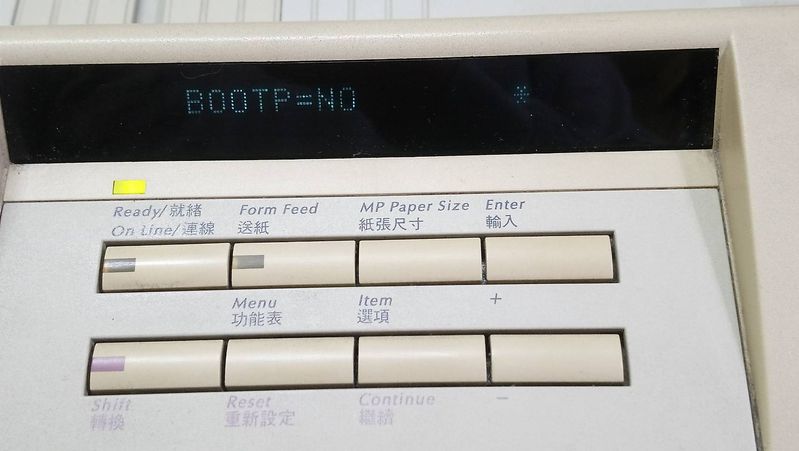 BOOTP=NO *
Ready/就緒
On Line/連線
Form Feed
送紙
MP Paper Size
紙張尺寸
Enter
輸入
Menu
功能表
Item
選項
+
Shift
轉換
Reset
重新設定
Continue
繼續
-